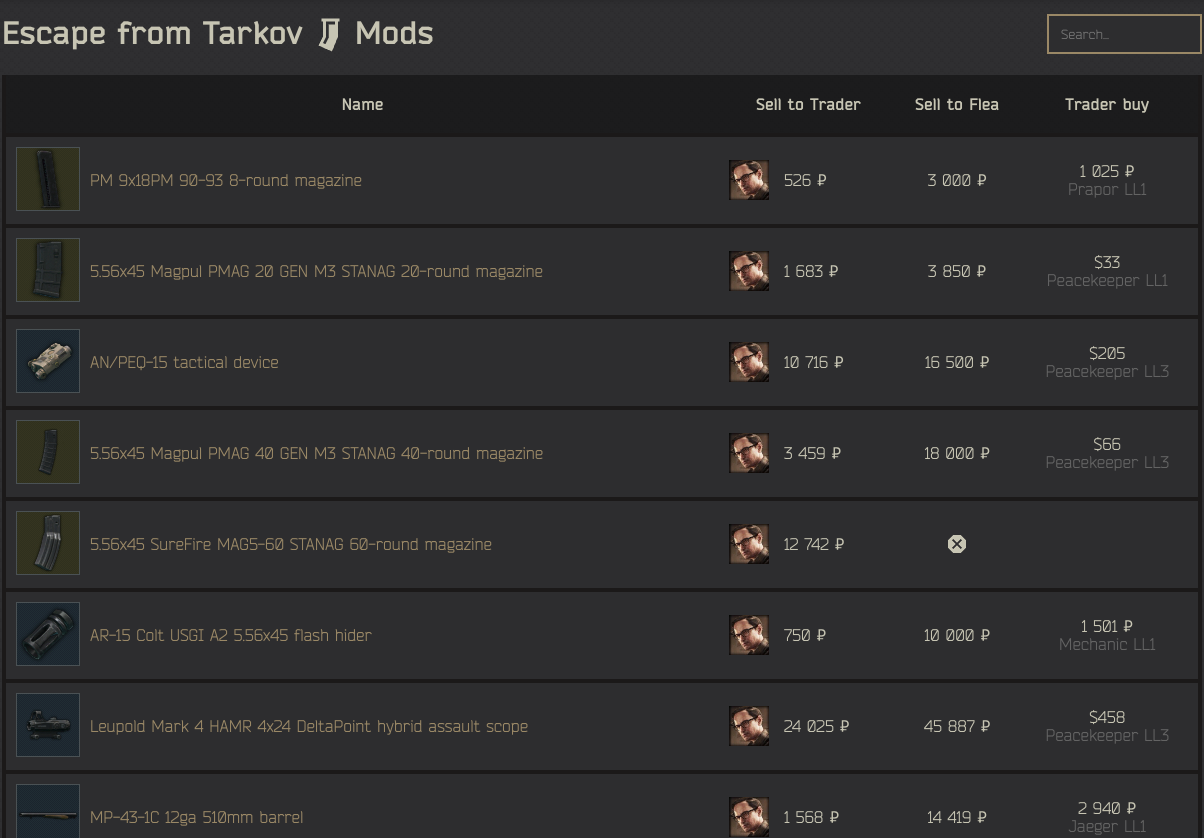 Escape from Tarkov Mods
Search...
Name Sell to Trader Sell to Flea Trader buy
PM 9x18PM 90-93 8-round magazine 526 ₽ 3 000 ₽ 1 025 ₽
Prapor LL1
5.56x45 Magpul PMAG 20 GEN M3 STANAG 20-round magazine 1 683 ₽ 3 850 ₽ $33
Peacekeeper LL1
AN/PEQ-15 tactical device 10 716 ₽ 16 500 ₽ $205
Peacekeeper LL3
5.56x45 Magpul PMAG 40 GEN M3 STANAG 40-round magazine 3 459 ₽ 18 000 ₽ $66
Peacekeeper LL3
5.56x45 SureFire MAG5-60 STANAG 60-round magazine 12 742 ₽
AR-15 Colt USGI A2 5.56x45 flash hider 750 ₽ 10 000 ₽ 1 501 ₽
Mechanic LL1
Leupold Mark 4 HAMR 4x24 DeltaPoint hybrid assault scope 24 025 ₽ 45 887 ₽ $458
Peacekeeper LL3
MP-43-1C 12ga 510mm barrel 1 568 ₽ 14 419 ₽ 2 940 ₽
Jaeger LL1